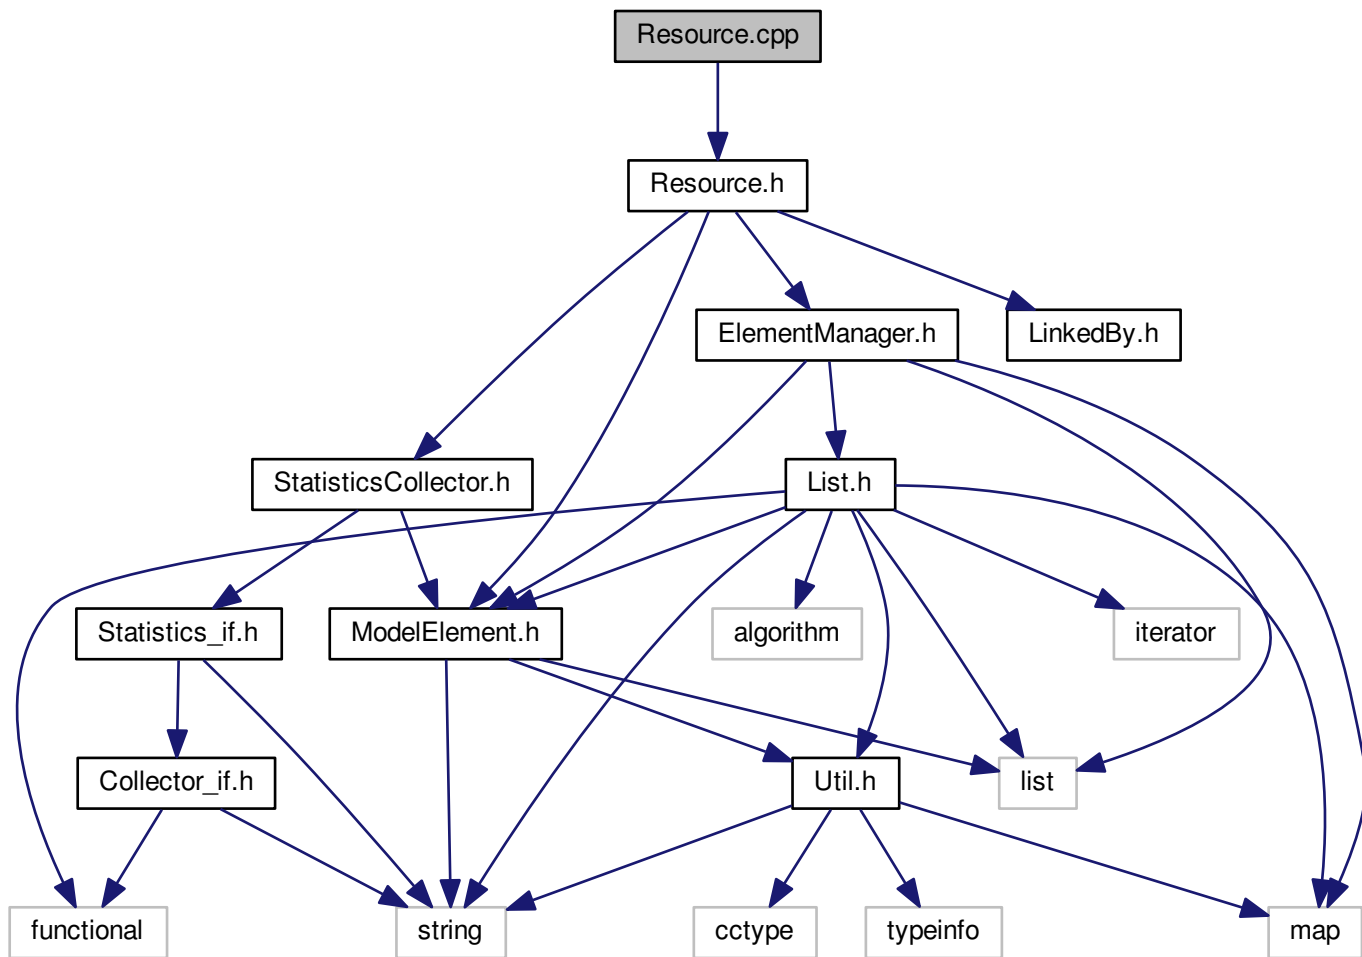 Resource.cpp
Resource.h
ElementManager.h
LinkedBy.h
StatisticsCollector.h
List.h
Statistics_if.h
ModelElement.h
algorithm
iterator
Collector_if.h
Util.h
list
functional
string
cctype
typeinfo
map